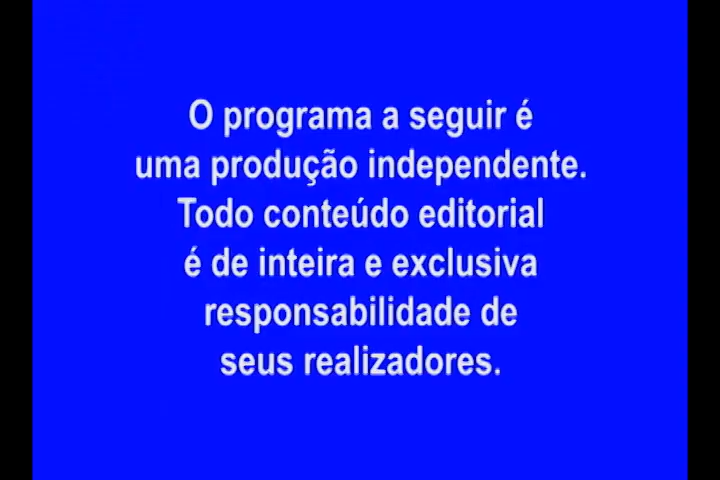 O programa a seguir é
uma produção independente.
Todo conteúdo editorial
é de inteira e exclusiva
responsabilidade de
seus realizadores.